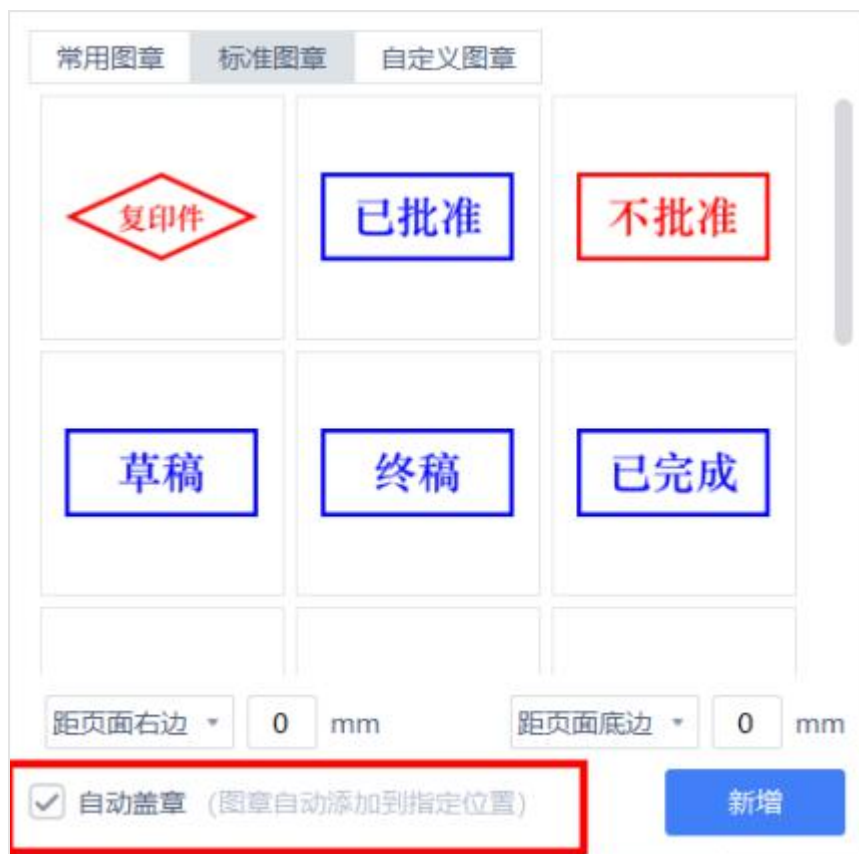 常用图章 标准图章 自定义图章
复印件 已批准 不批准
草稿 终稿 已完成
距页面右边 0 mm 距页面底边 0 mm
自动盖章 (图章自动添加到指定位置) 新增